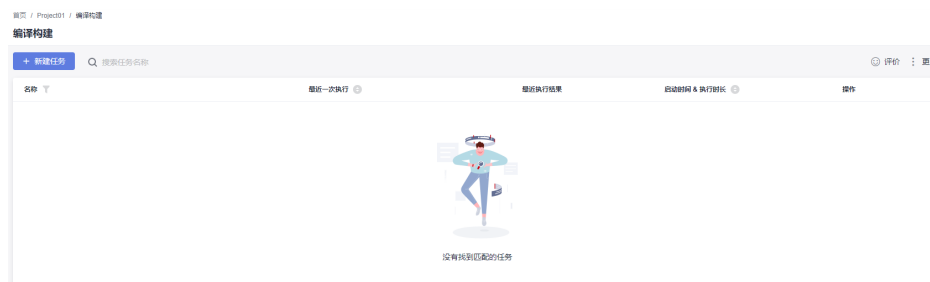 首页 / Project01 / 编译构建
编译构建
+ 新建任务
搜索任务名称
评价
更
名称
最近一次执行
最近执行结果
启动时间 & 执行时长
操作
没有找到匹配的任务